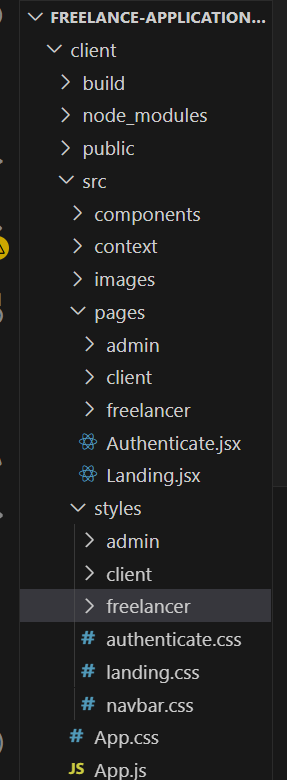 FREELANCE-APPLICATION...
client
build
node_modules
public
src
components
context
images
pages
admin
client
freelancer
Authenticate.jsx
Landing.jsx
styles
admin
client
freelancer
# authenticate.css
# landing.css
# navbar.css
# App.css
JS App.js